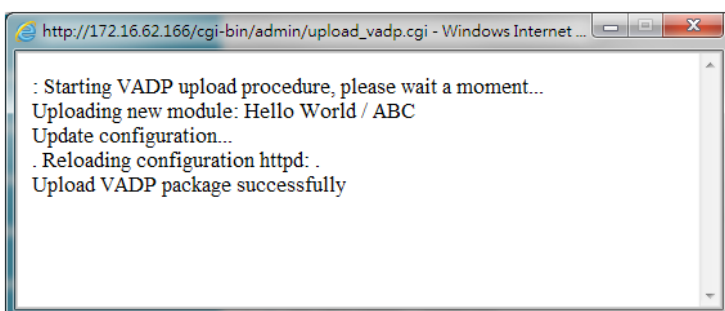 http://172.16.62.166/cgi-bin/admin/upload_vadp.cgi - Windows Internet ...
: Starting VADP upload procedure, please wait a moment...
Uploading new module: Hello World / ABC
Update configuration...
. Reloading configuration httpd: .
Upload VADP package successfully